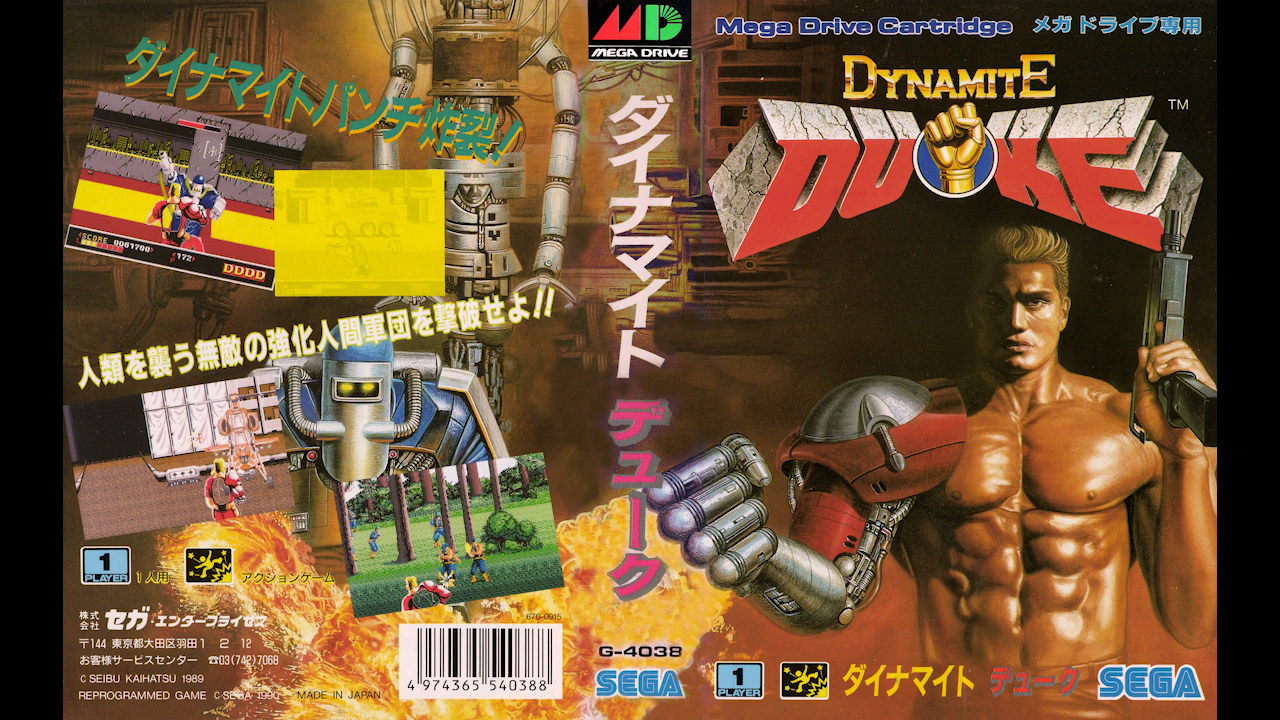 ダイナマイトパンチ炸裂!
SCORE 0061700
172
DDDD
人類を襲う無敵の強化人間軍団を撃破せよ!!
1
PLAYER
1人用
アクションゲーム
株式会社 セガ・エンタープライゼス
〒144 東京都大田区羽田1 2 12
お客様サービスセンター ☎03(742)7068
© SEIBU KAIHATSU 1989
REPROGRAMMED GAME © SEGA 1990
MADE IN JAPAN
670-0915
4 974365 540388
MD
MEGA DRIVE
ダイナマイト デューク
G-4038
SEGA
Mega Drive Cartridge メガドライブ専用
DYNAMITE
DUKE
TM
1
PLAYER
ダイナマイト デューク
SEGA